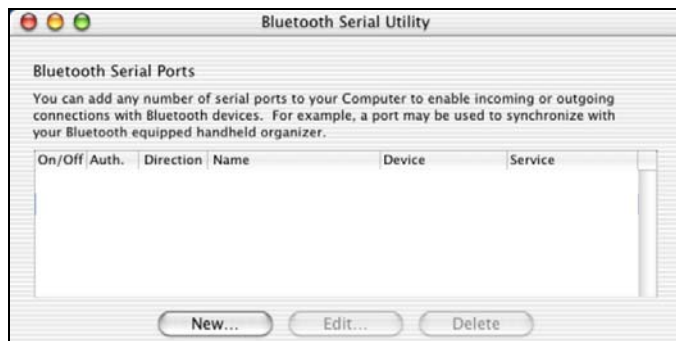 Bluetooth Serial Utility
Bluetooth Serial Ports
You can add any number of serial ports to your Computer to enable incoming or outgoing
connections with Bluetooth devices.  For example, a port may be used to synchronize with
your Bluetooth equipped handheld organizer.
On/Off Auth. Direction Name Device Service
New... Edit... Delete